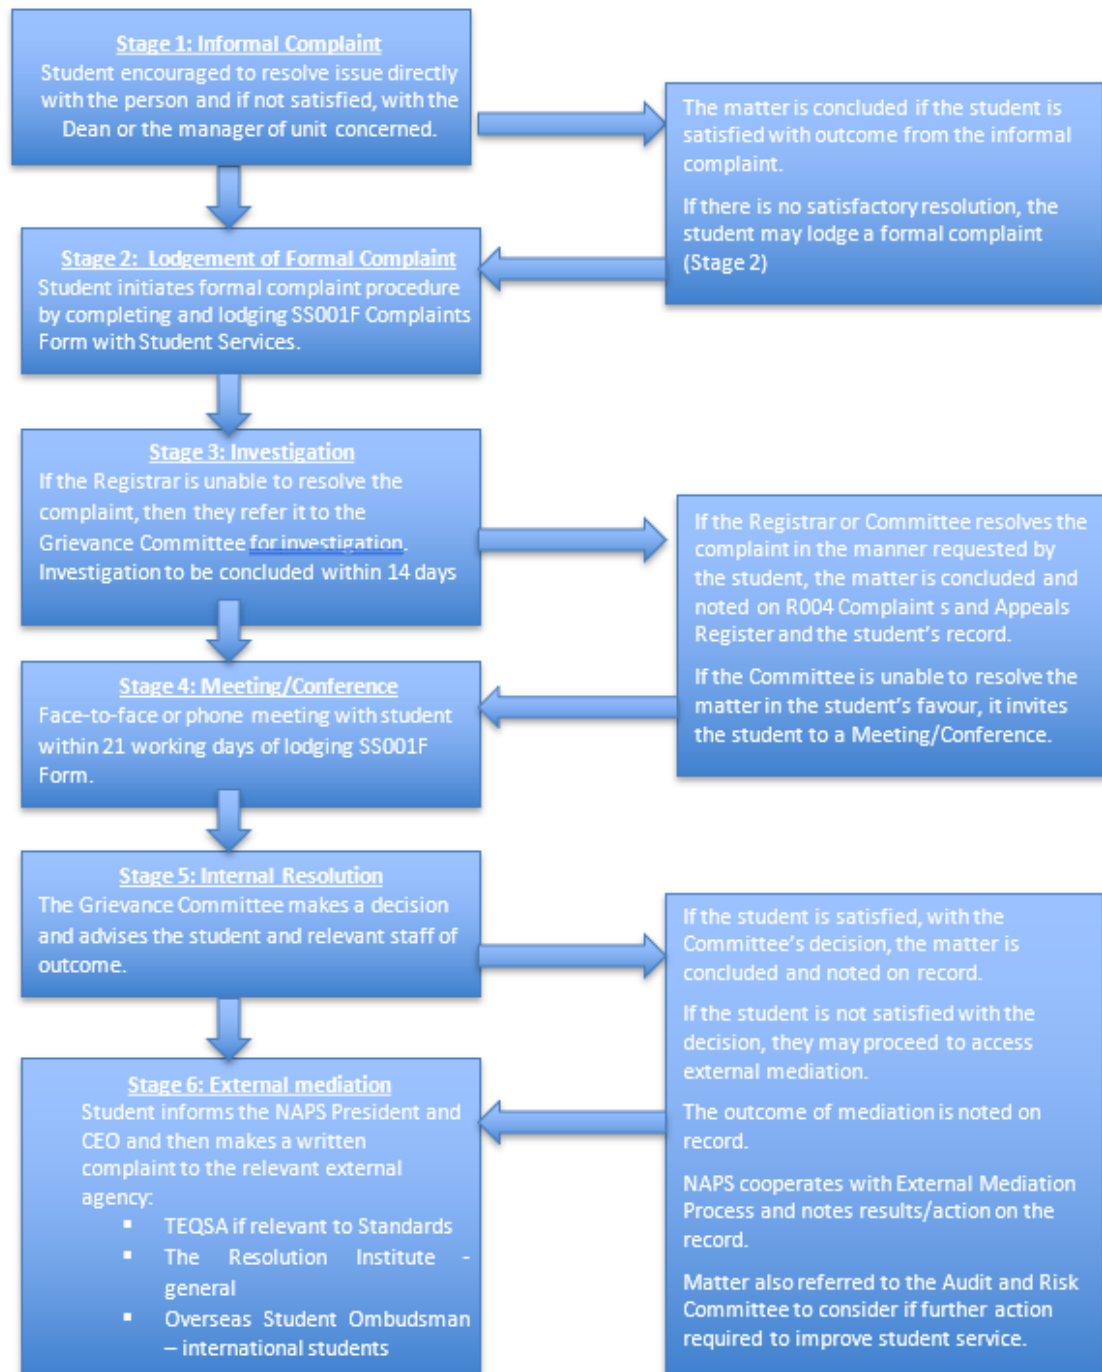 Stage 1: Informal Complaint
Student encouraged to resolve issue directly
with the person and if not satisfied, with the
Dean or the manager of unit concerned.
The matter is concluded if the student is
satisfied with outcome from the informal
complaint.
If there is no satisfactory resolution, the
student may lodge a formal complaint
(Stage 2)
Stage 2: Lodgement of Formal Complaint
Student initiates formal complaint procedure
by completing and lodging SS001F Complaints
Form with Student Services.
Stage 3: Investigation
If the Registrar is unable to resolve the
complaint, then they refer it to the
Grievance Committee for investigation.
Investigation to be concluded within 14 days
If the Registrar or Committee resolves the
complaint in the manner requested by
the student, the matter is concluded and
noted on R004 Complaint s and Appeals
Register and the student's record.
If the Committee is unable to resolve the
matter in the student's favour, it invites
the student to a Meeting/Conference.
Stage 4: Meeting/Conference
Face-to-face or phone meeting with student
within 21 working days of lodging SS001F
Form.
Stage 5: Internal Resolution
The Grievance Committee makes a decision
and advises the student and relevant staff of
outcome.
If the student is satisfied, with the
Committee's decision, the matter is
concluded and noted on record.
If the student is not satisfied with the
decision, they may proceed to access
external mediation.
The outcome of mediation is noted on
record.
NAPS cooperates with External Mediation
Process and notes results/action on the
record.
Matter also referred to the Audit and Risk
Committee to consider if further action
required to improve student service.
Stage 6: External mediation
Student informs the NAPS President and
CEO and then makes a written
complaint to the relevant external
agency:
▪ TEQSA if relevant to Standards
▪ The Resolution Institute -
general
▪ Overseas Student Ombudsman
– international students